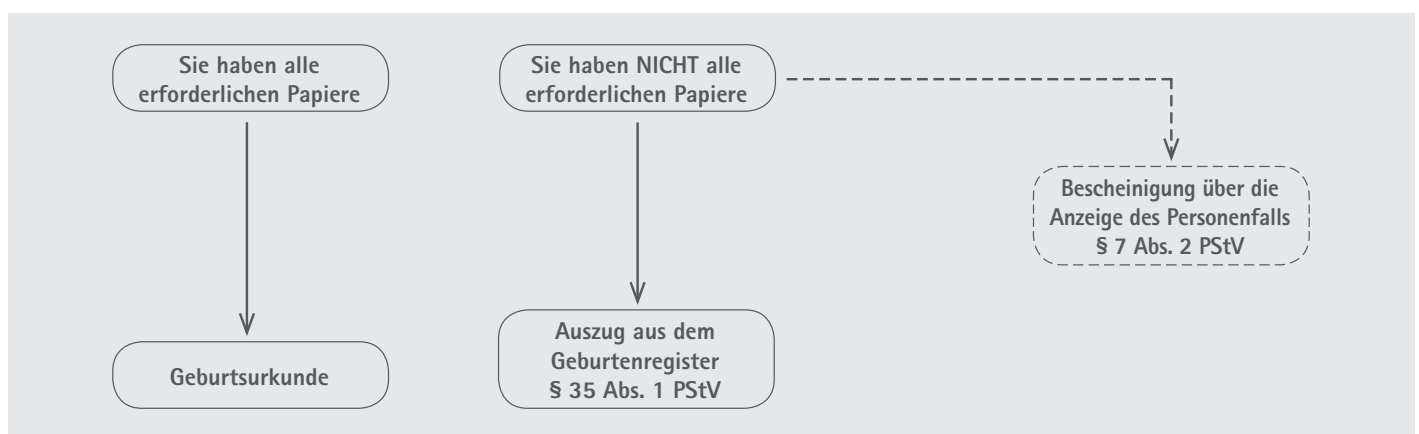 Sie haben alle
erforderlichen Papiere
Sie haben NICHT alle
erforderlichen Papiere
Bescheinigung über die
Anzeige des Personenfalls
§ 7 Abs. 2 PStV
Geburtsurkunde
Auszug aus dem
Geburtenregister
§ 35 Abs. 1 PStV